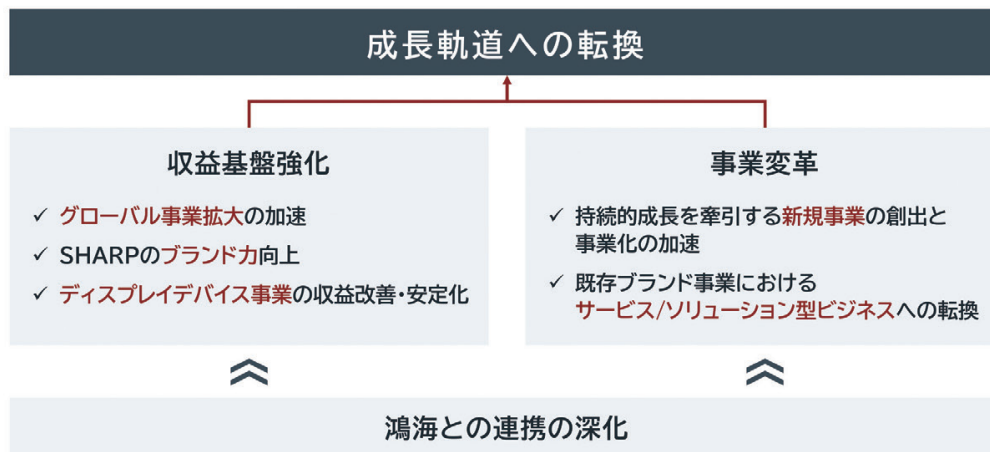 成長軌道への転換
収益基盤強化
✓ グローバル事業拡大の加速
✓ SHARPのブランド力向上
✓ ディスプレイデバイス事業の収益改善・安定化
事業変革
✓ 持続的成長を牽引する新規事業の創出と
事業化の加速
✓ 既存ブランド事業における
サービス/ソリューション型ビジネスへの転換
鴻海との連携の深化